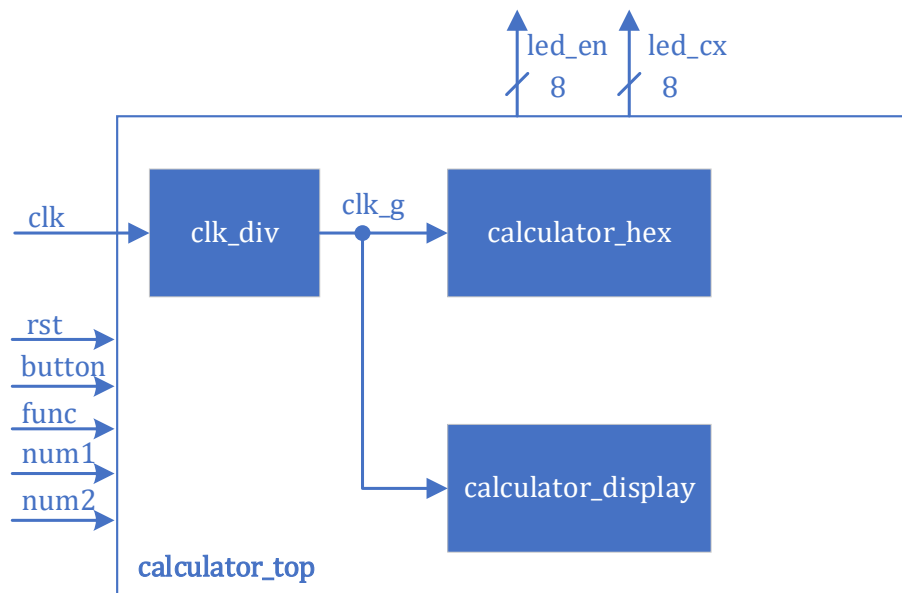 led_en
led_cx
8
8
clk
clk_div
clk_g
calculator_hex
rst
button
func
num1
num2
calculator_display
calculator_top